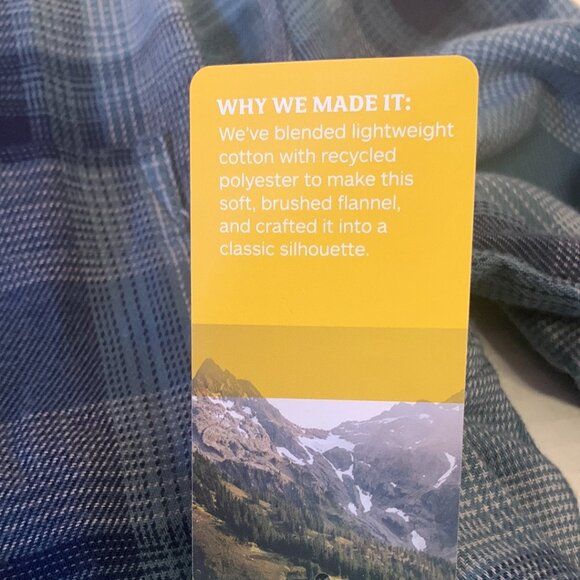 WHY WE MADE IT:
We've blended lightweight
cotton with recycled
polyester to make this
soft, brushed flannel,
and crafted it into a
classic silhouette.